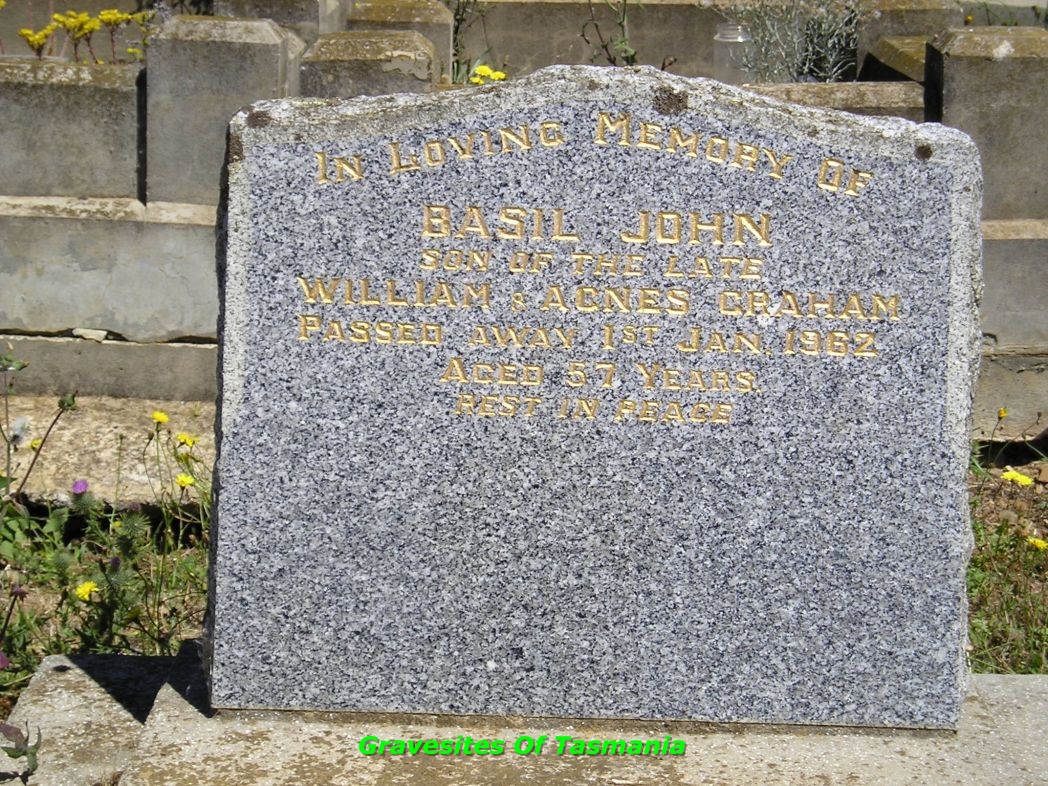 In Loving Memory Of
BASIL JOHN
SON OF THE LATE
WILLIAM & AGNES GRAHAM
PASSED AWAY 1ST JAN. 1962
AGED 57 YEARS.
REST IN PEACE
Gravesites Of Tasmania